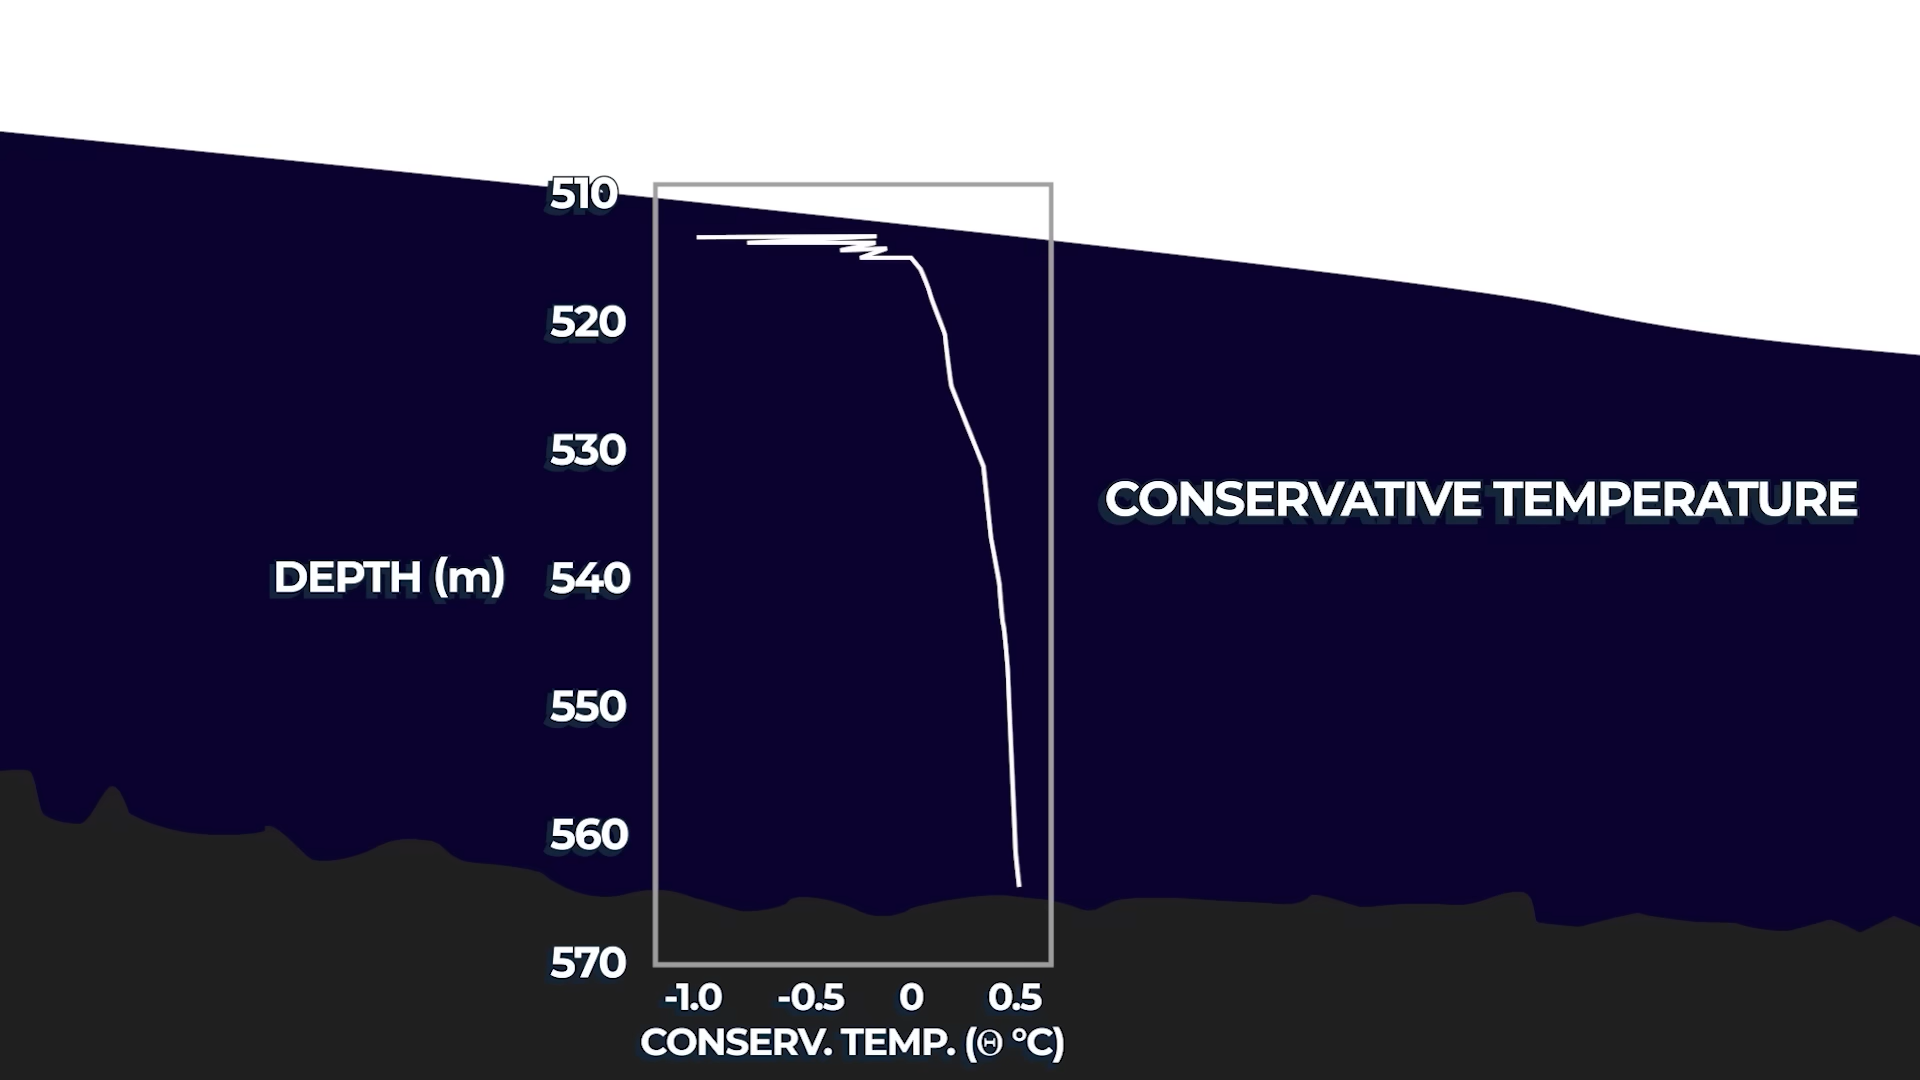 510
520
530
CONSERVATIVE TEMPERATURE
DEPTH (m) 540
550
560
570
-1.0 -0.5 0 0.5
CONSERV. TEMP. (Θ °C)